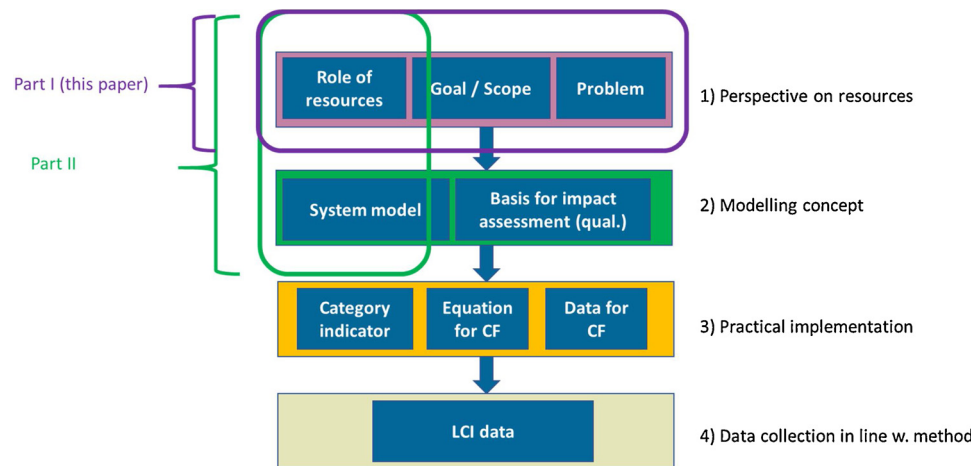 Part I (this paper)
Part II
Role of
resources
Goal / Scope
Problem
1) Perspective on resources
System model
Basis for impact
assessment (qual.)
2) Modelling concept
Category
indicator
Equation
for CF
Data for
CF
3) Practical implementation
LCI data
4) Data collection in line w. method